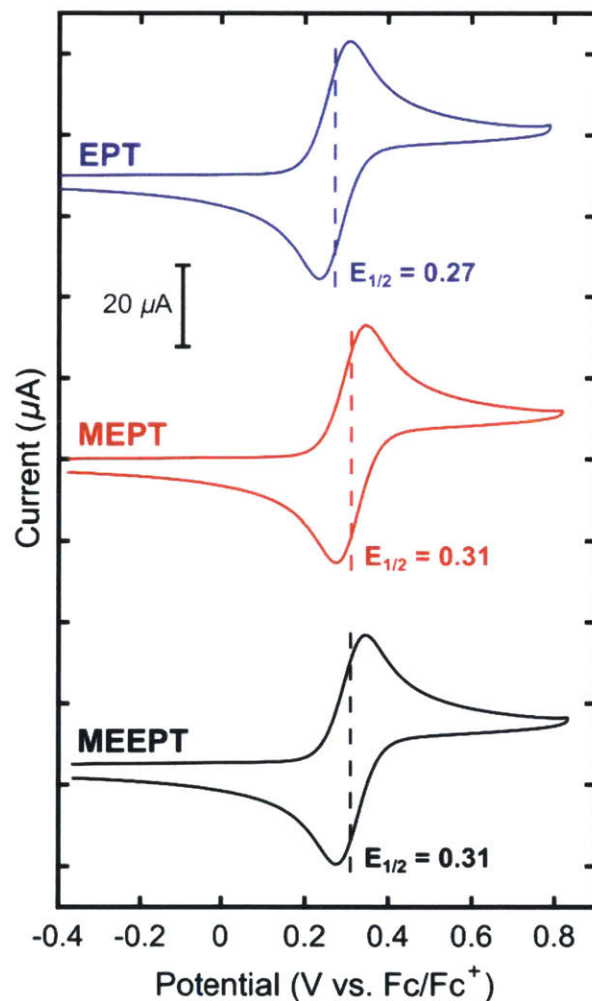 EPT
E1/2 = 0.27
20 µA
MEPT
E1/2 = 0.31
Current (µA)
MEEPT
E1/2 = 0.31
-0.4 -0.2 0 0.2 0.4 0.6 0.8
Potential (V vs. Fc/Fc+)